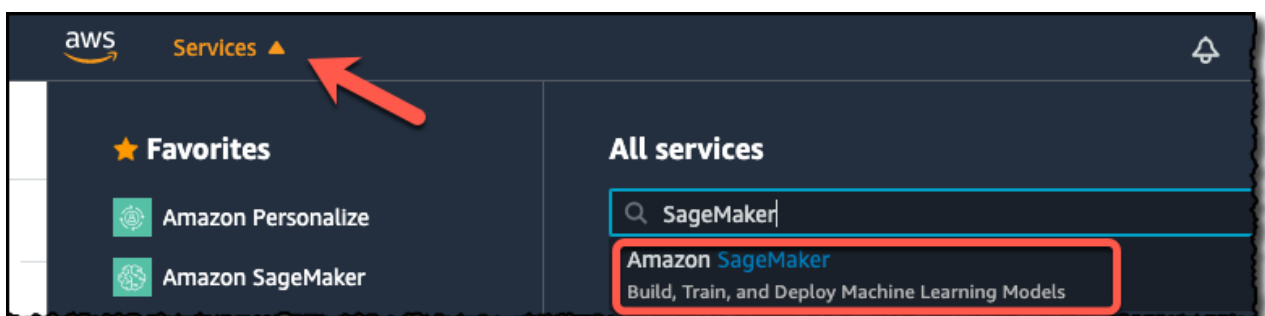 aws Services
Favorites
Amazon Personalize
Amazon SageMaker
All services
SageMaker
Amazon SageMaker
Build, Train, and Deploy Machine Learning Models